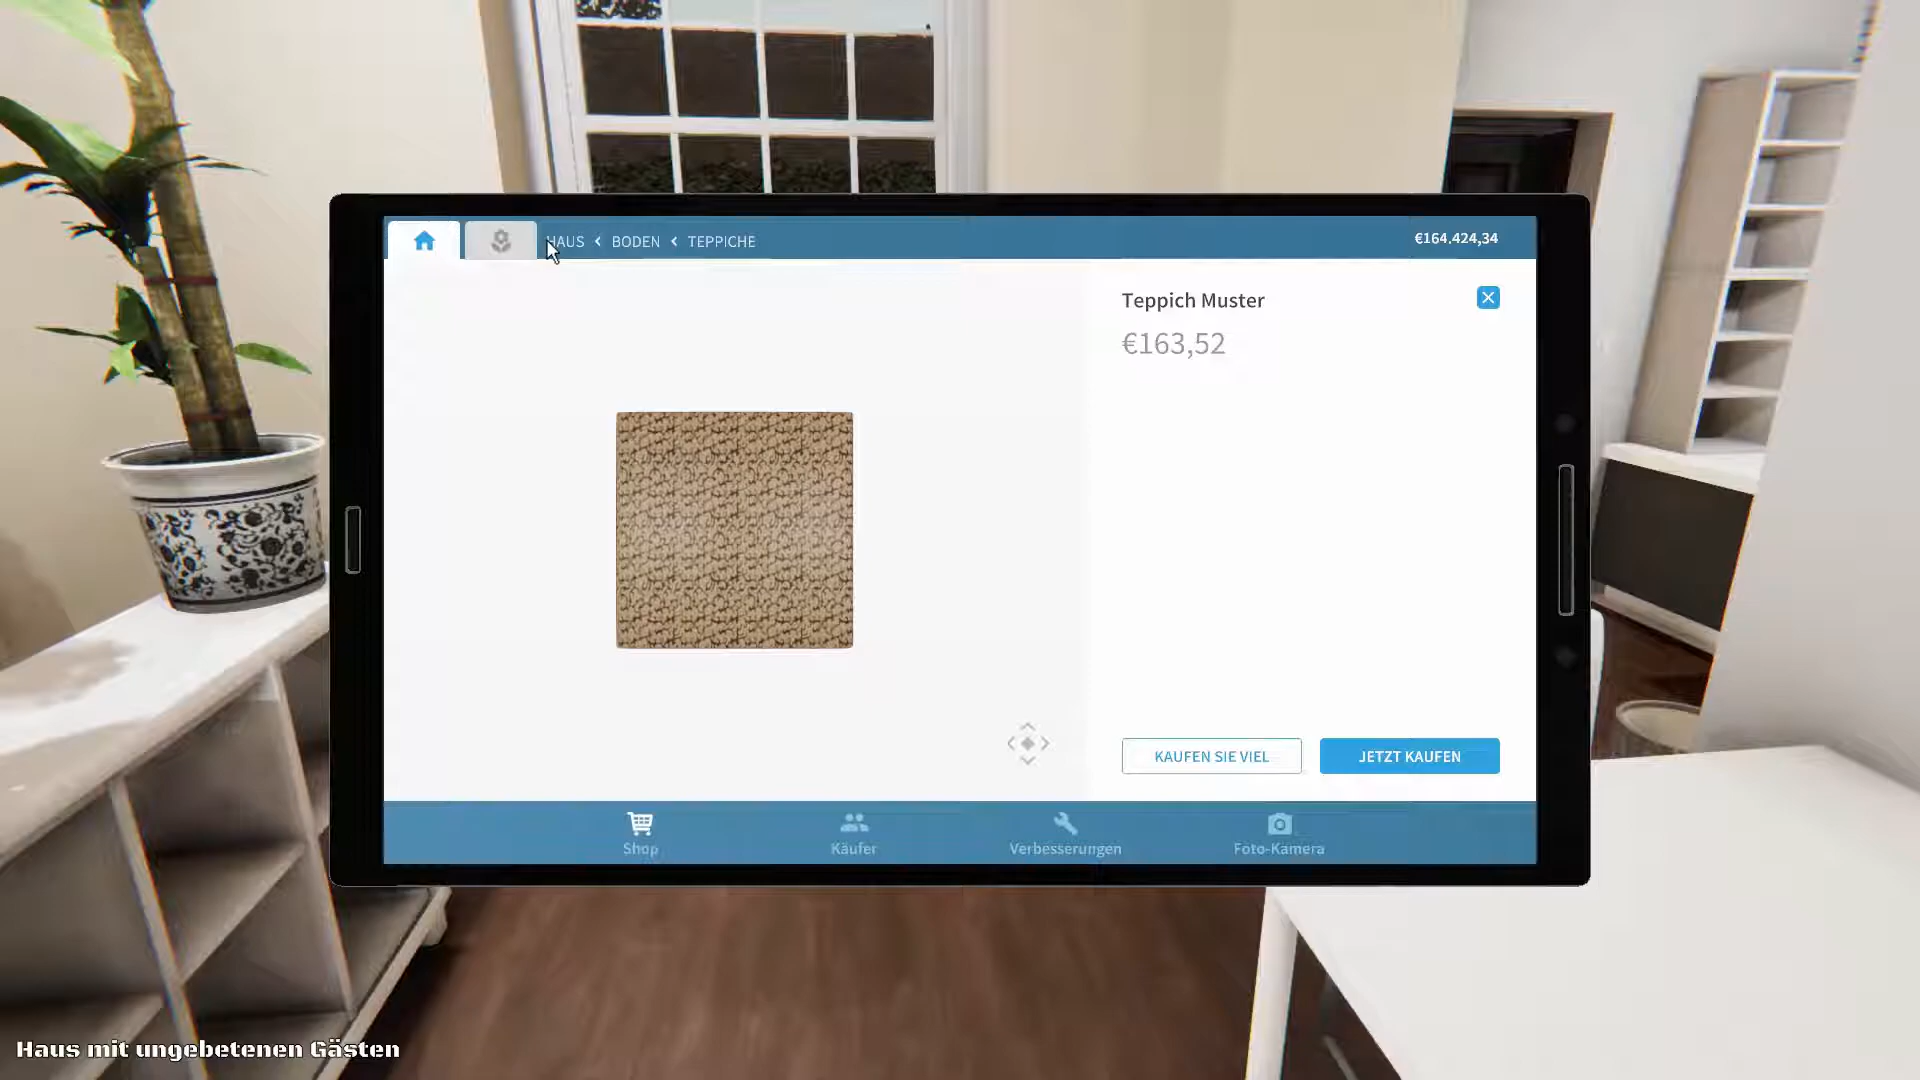 HAUS < BODEN < TEPPICHE
€164.424,34
Teppich Muster
€163,52
KAUFEN SIE VIEL
JETZT KAUFEN
Shop
Käufer
Verbesserungen
Foto-Kamera
Haus mit ungebetenen Gästen